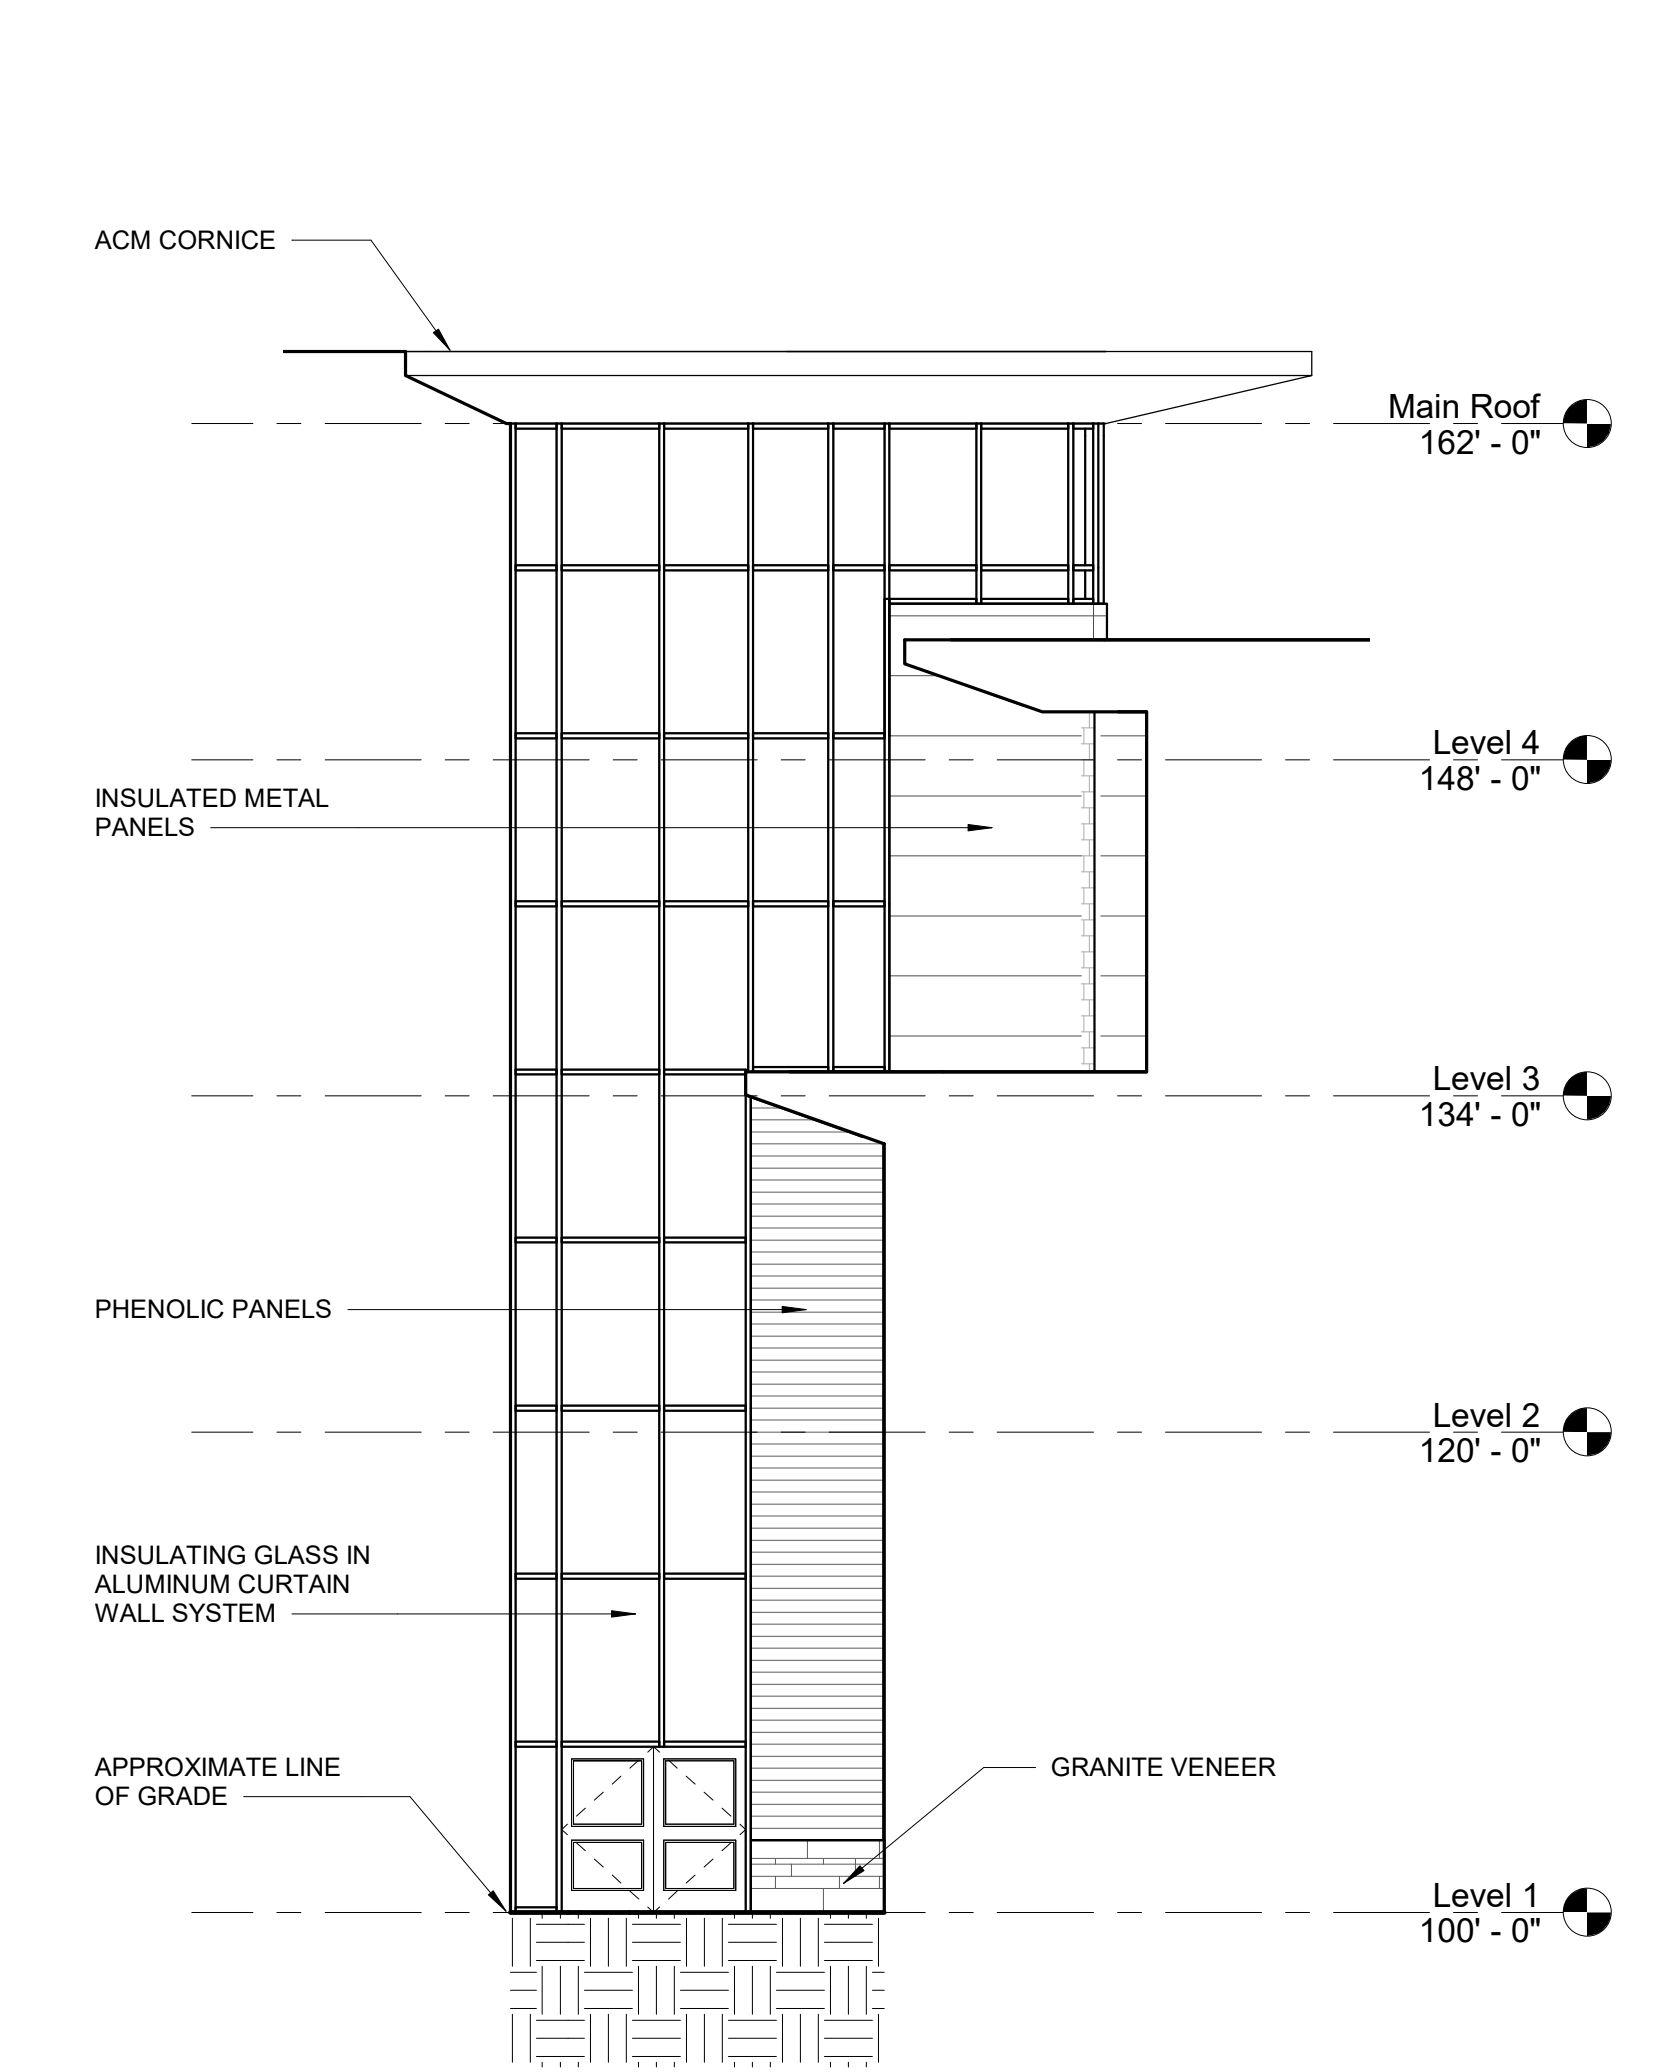 ACM CORNICE
Main Roof
162' - 0"
Level 4
148' - 0"
INSULATED METAL
PANELS
Level 3
134' - 0"
PHENOLIC PANELS
Level 2
120' - 0"
INSULATING GLASS IN
ALUMINUM CURTAIN
WALL SYSTEM
APPROXIMATE LINE
OF GRADE
GRANITE VENEER
Level 1
100' - 0"